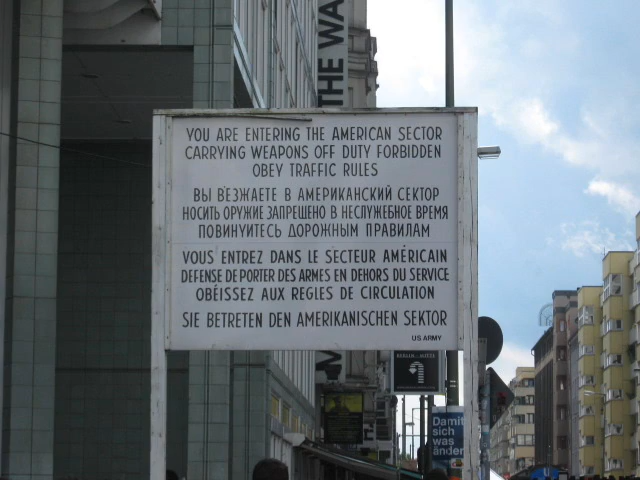 THE WA
YOU ARE ENTERING THE AMERICAN SECTOR
CARRYING WEAPONS OFF DUTY FORBIDDEN
OBEY TRAFFIC RULES
ВЫ ВЪЕЗЖАЕТЕ В АМЕРИКАНСКИЙ СЕКТОР
НОСИТЬ ОРУЖИЕ ЗАПРЕЩЕНО В НЕСЛУЖЕБНОЕ ВРЕМЯ
ПОВИНУЙТЕСЬ ДОРОЖНЫМ ПРАВИЛАМ
VOUS ENTREZ DANS LE SECTEUR AMÉRICAIN
DEFENSE DE PORTER DES ARMES EN DEHORS DU SERVICE
OBÉISSEZ AUX REGLES DE CIRCULATION
SIE BETRETEN DEN AMERIKANISCHEN SEKTOR
US ARMY
Damit
sich
was
änder